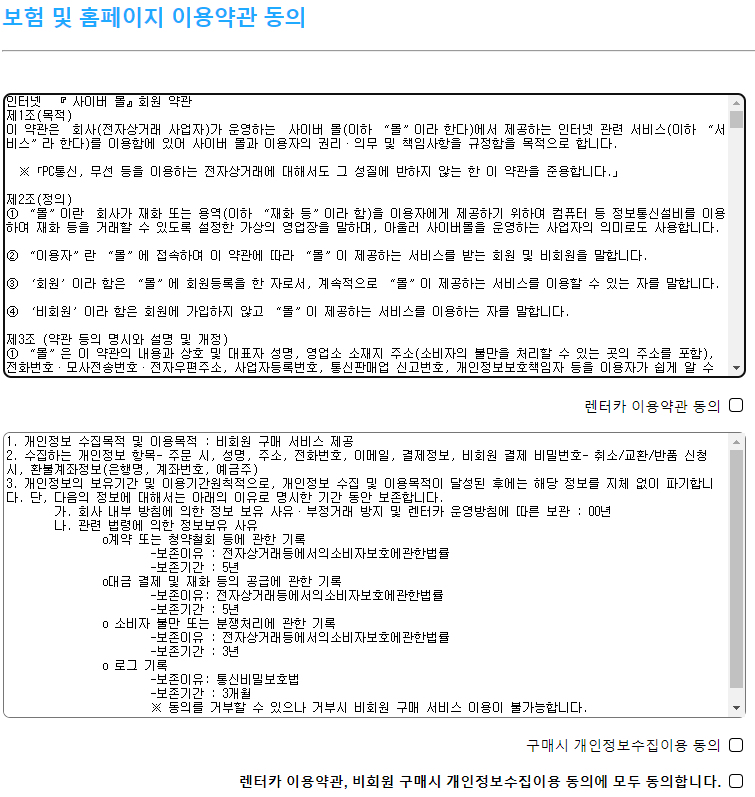 보험 및 홈페이지 이용약관 동의
인터넷 『 사이버 몰』회원 약관
제1조(목적)
이 약관은 회사(전자상거래 사업자)가 운영하는 사이버 몰(이하 “몰”이라 한다)에서 제공하는 인터넷 관련 서비스(이하 “서
비스”라 한다)를 이용함에 있어 사이버 몰과 이용자의 권리·의무 및 책임사항을 규정함을 목적으로 합니다.
※「PC통신, 무선 등을 이용하는 전자상거래에 대해서도 그 성질에 반하지 않는 한 이 약관을 준용합니다.」
제2조(정의)
① “몰”이란 회사가 재화 또는 용역(이하 “재화 등”이라 함)을 이용자에게 제공하기 위하여 컴퓨터 등 정보통신설비를 이용
하여 재화 등을 거래할 수 있도록 설정한 가상의 영업장을 말하며, 아울러 사이버몰을 운영하는 사업자의 의미로도 사용합니다.
② “이용자”란 “몰”에 접속하여 이 약관에 따라 “몰”이 제공하는 서비스를 받는 회원 및 비회원을 말합니다.
③ ‘회원’이라 함은 “몰”에 회원등록을 한 자로서, 계속적으로 “몰”이 제공하는 서비스를 이용할 수 있는 자를 말합니다.
④ ‘비회원’이라 함은 회원에 가입하지 않고 “몰”이 제공하는 서비스를 이용하는 자를 말합니다.
제3조 (약관 등의 명시와 설명 및 개정)
① “몰”은 이 약관의 내용과 상호 및 대표자 성명, 영업소 소재지 주소(소비자의 불만을 처리할 수 있는 곳의 주소를 포함),
전화번호·모사전송번호·전자우편주소, 사업자등록번호, 통신판매업 신고번호, 개인정보보호책임자 등을 이용자가 쉽게 알 수
렌터카 이용약관 동의
1. 개인정보 수집목적 및 이용목적 : 비회원 구매 서비스 제공
2. 수집하는 개인정보 항목- 주문 시, 성명, 주소, 전화번호, 이메일, 결제정보, 비회원 결제 비밀번호- 취소/교환/반품 신청
시, 환불계좌정보(은행명, 계좌번호, 예금주)
3. 개인정보의 보유기간 및 이용기간원칙적으로, 개인정보 수집 및 이용목적이 달성된 후에는 해당 정보를 지체 없이 파기합니
다. 단, 다음의 정보에 대해서는 아래의 이유로 명시한 기간 동안 보존합니다.
가. 회사 내부 방침에 의한 정보 보유 사유·부정거래 방지 및 렌터카 운영방침에 따른 보관 : 00년
나. 관련 법령에 의한 정보보유 사유
o계약 또는 청약철회 등에 관한 기록
-보존이유 : 전자상거래등에서의소비자보호에관한법률
-보존기간 : 5년
o대금 결제 및 재화 등의 공급에 관한 기록
-보존이유: 전자상거래등에서의소비자보호에관한법률
-보존기간 : 5년
o 소비자 불만 또는 분쟁처리에 관한 기록
-보존이유 : 전자상거래등에서의소비자보호에관한법률
-보존기간 : 3년
o 로그 기록
-보존이유: 통신비밀보호법
-보존기간 : 3개월
※ 동의를 거부할 수 있으나 거부시 비회원 구매 서비스 이용이 불가능합니다.
구매시 개인정보수집이용 동의
렌터카 이용약관, 비회원 구매시 개인정보수집이용 동의에 모두 동의합니다.